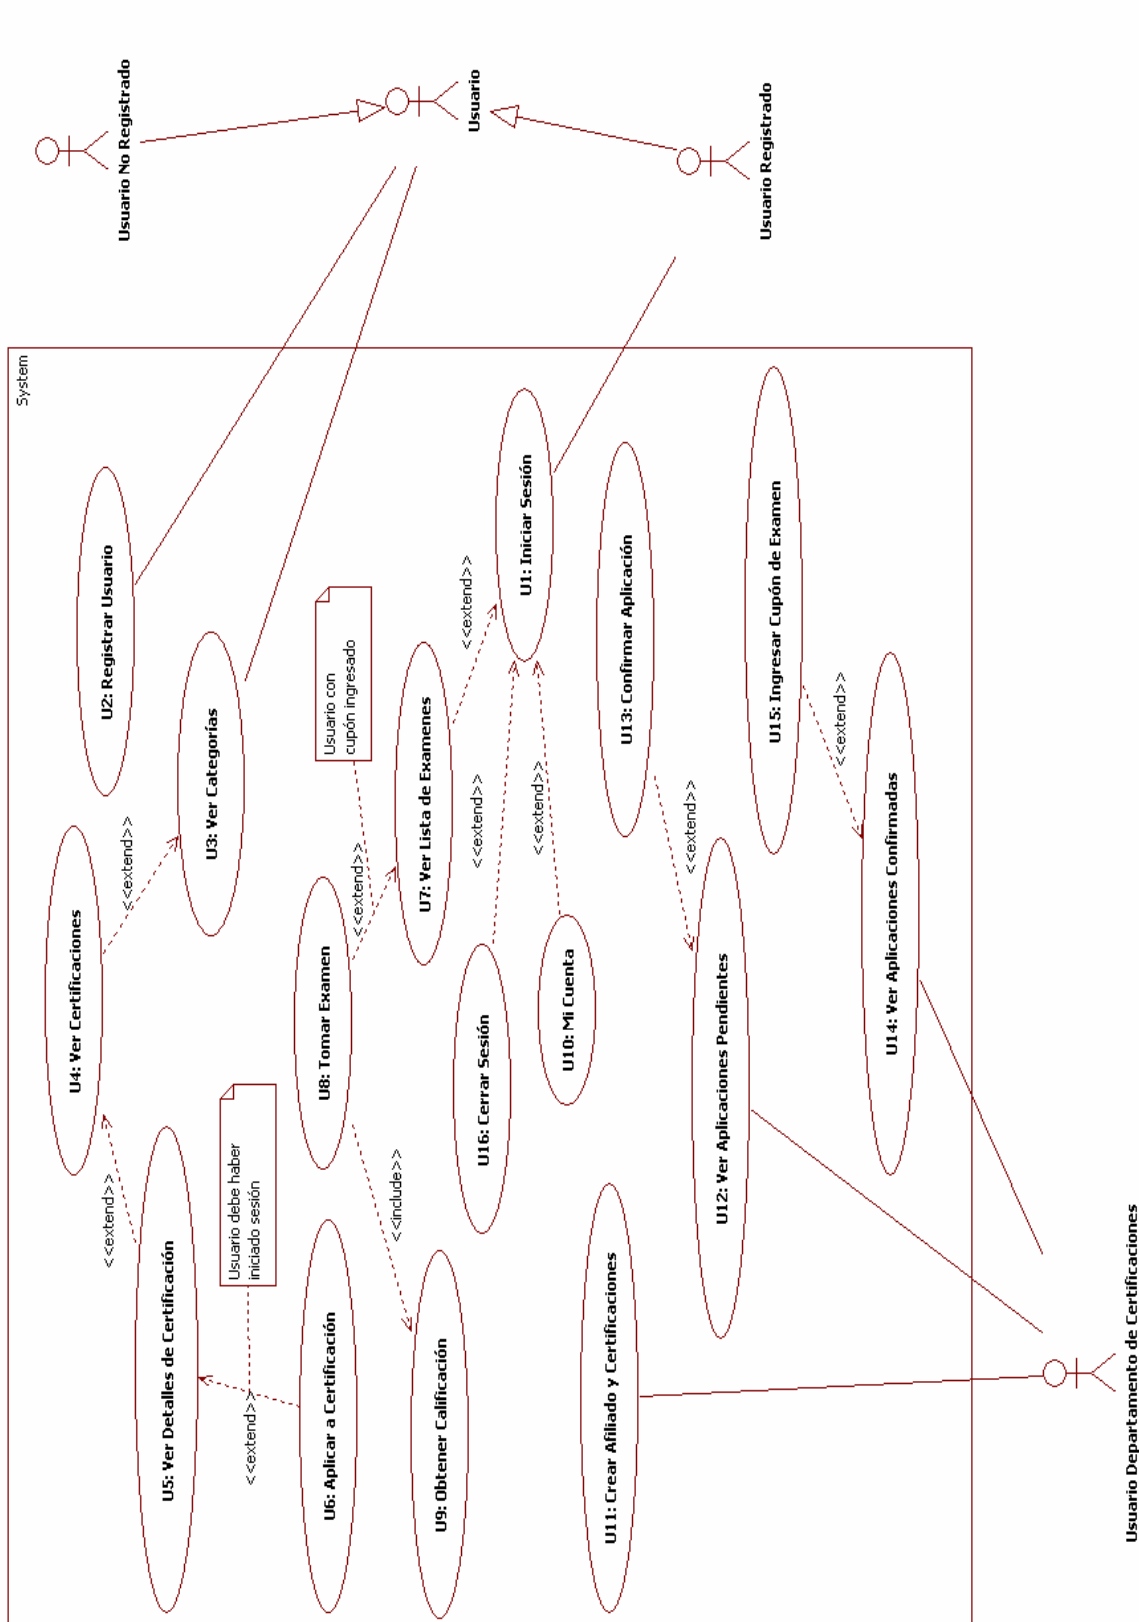 System
U4: Ver Certificaciones
U2: Registrar Usuario
<<extend>>
<<extend>>
Usuario No Registrado
U5: Ver Detalles de Certificación
U3: Ver Categorías
Usuario debe haber
iniciado sesión
<<extend>>
U6: Aplicar a Certificación
U8: Tomar Examen
Usuario con
cupón ingresado
<<extend>>
<<include>>
U9: Obtener Calificación
U7: Ver Lista de Examenes
<<extend>>
Usuario
<<extend>>
U16: Cerrar Sesión
U1: Iniciar Sesión
<<extend>>
U10: Mi Cuenta
U11: Crear Afiliado y Certificaciones
U13: Confirmar Aplicación
<<extend>>
U12: Ver Aplicaciones Pendientes
Usuario Registrado
U15: Ingresar Cupón de Examen
<<extend>>
U14: Ver Aplicaciones Confirmadas
Usuario Departamento de Certificaciones